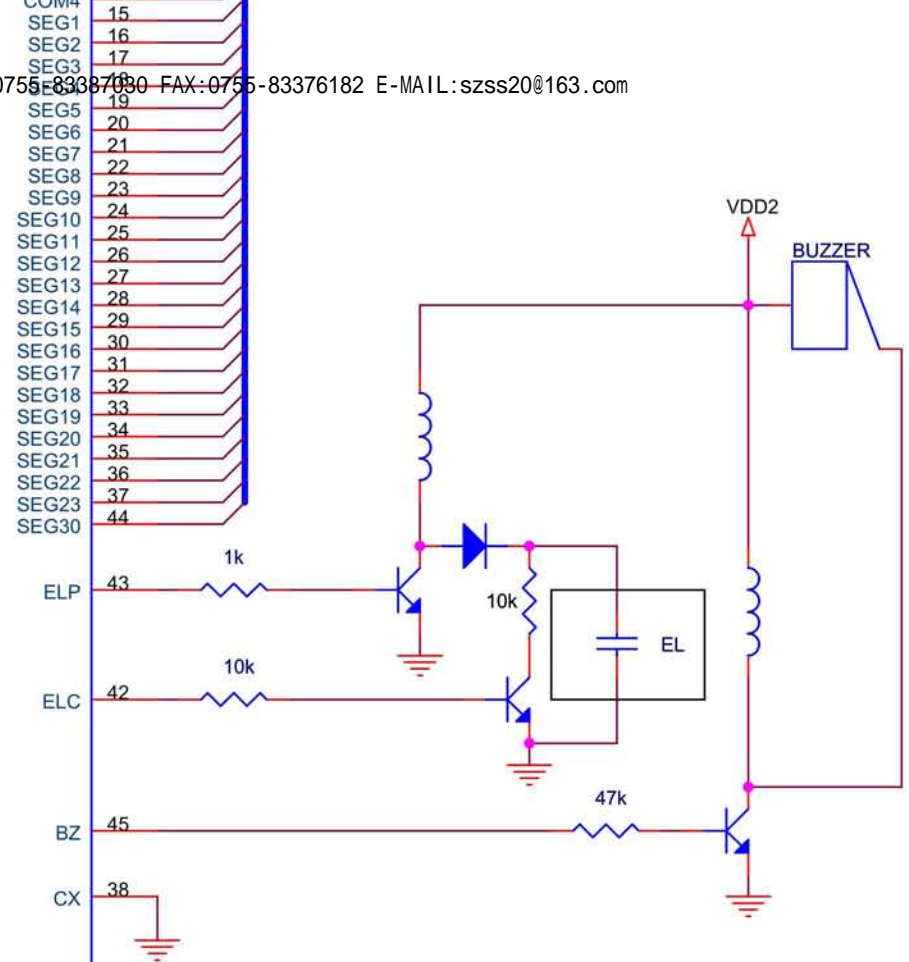 COM4
SEG1 15
SEG2 16
SEG3 17
0755-83387030 FAX:0755-83376182 E-MAIL:szss20@163.com
SEG4 18
SEG5 19
SEG6 20
SEG7 21
SEG8 22
SEG9 23
SEG10 24
SEG11 25
SEG12 26
SEG13 27
SEG14 28
SEG15 29
SEG16 30
SEG17 31
SEG18 32
SEG19 33
SEG20 34
SEG21 35
SEG22 36
SEG23 37
SEG30 44
VDD2
BUZZER
1k
ELP 43
10k
EL
10k
ELC 42
47k
BZ 45
CX 38